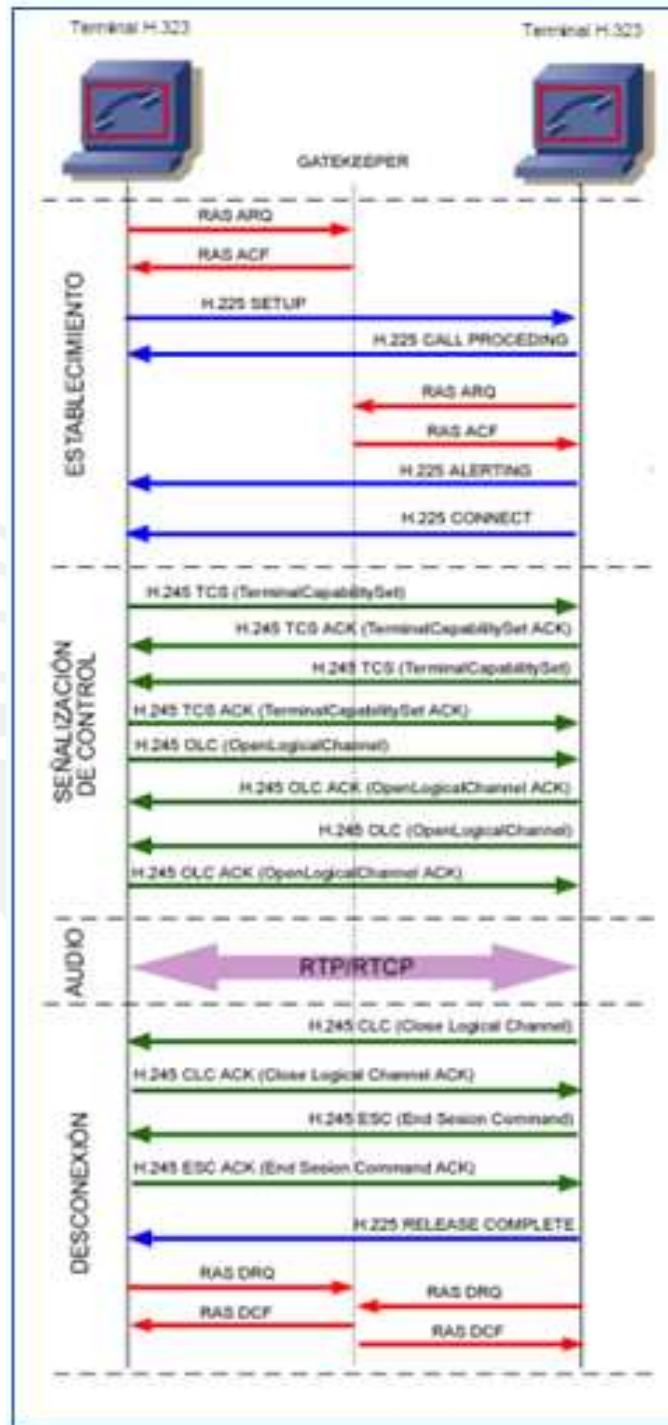 Terminal H-323
Terminal H-323
GATEKEEPER
ESTABLECIMIENTO
RAS ARQ
RAS ACF
H.225 SETUP
H.225 CALL PROCEDING
RAS ARQ
RAS ACF
H.225 ALERTING
H.225 CONNECT
SEÑALIZACIÓN
DE CONTROL
H.245 TCS (TerminalCapabilitySet)
H.245 TCS ACK (TerminalCapabilitySet ACK)
H.245 TCS (TerminalCapabilitySet)
H.245 TCS ACK (TerminalCapabilitySet ACK)
H.245 OLC (OpenLogicalChannel)
H.245 OLC ACK (OpenLogicalChannel ACK)
H.245 OLC (OpenLogicalChannel)
H.245 OLC ACK (OpenLogicalChannel ACK)
AUDIO
RTP/RTCP
DESCONEXIÓN
H.245 CLC (Close Logical Channel)
H.245 CLC ACK (Close Logical Channel ACK)
H.245 ESC (End Sesion Command)
H.245 ESC ACK (End Sesion Command ACK)
H.225 RELEASE COMPLETE
RAS DRQ
RAS DRQ
RAS DCF
RAS DCF